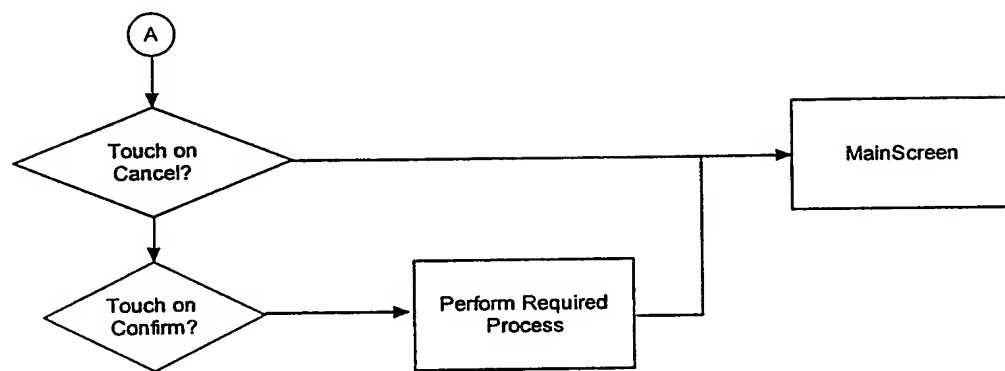 A
Touch on
Cancel?
MainScreen
Touch on
Confirm?
Perform Required
Process